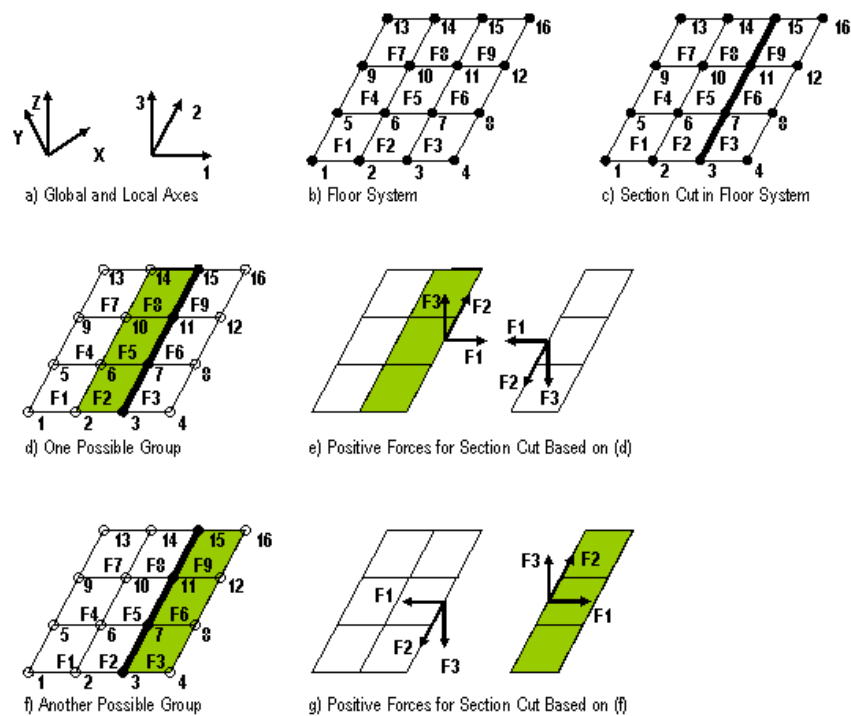 13 14 15 16
F7 F8 F9
9 10 11 12
F4 F5 F6
5 6 7 8
F1 F2 F3
1 2 3 4
13 14 15 16
F7 F8 F9
9 10 11 12
F4 F5 F6
5 6 7 8
F1 F2 F3
1 2 3 4
Z
Y
X
3
2
1
a) Global and Local Axes
b) Floor System
c) Section Cut in Floor System
13 14 15 16
F7 F8 F9
9 10 11 12
F4 F5 F6
5 6 7 8
F1 F2 F3
1 2 3 4
F3
F2
F1
F1
F2
F3
d) One Possible Group
e) Positive Forces for Section Cut Based on (d)
13 14 15 16
F7 F8 F9
9 10 11 12
F4 F5 F6
5 6 7 8
F1 F2 F3
1 2 3 4
F1
F2
F3
F3
F2
F1
f) Another Possible Group
g) Positive Forces for Section Cut Based on (f)